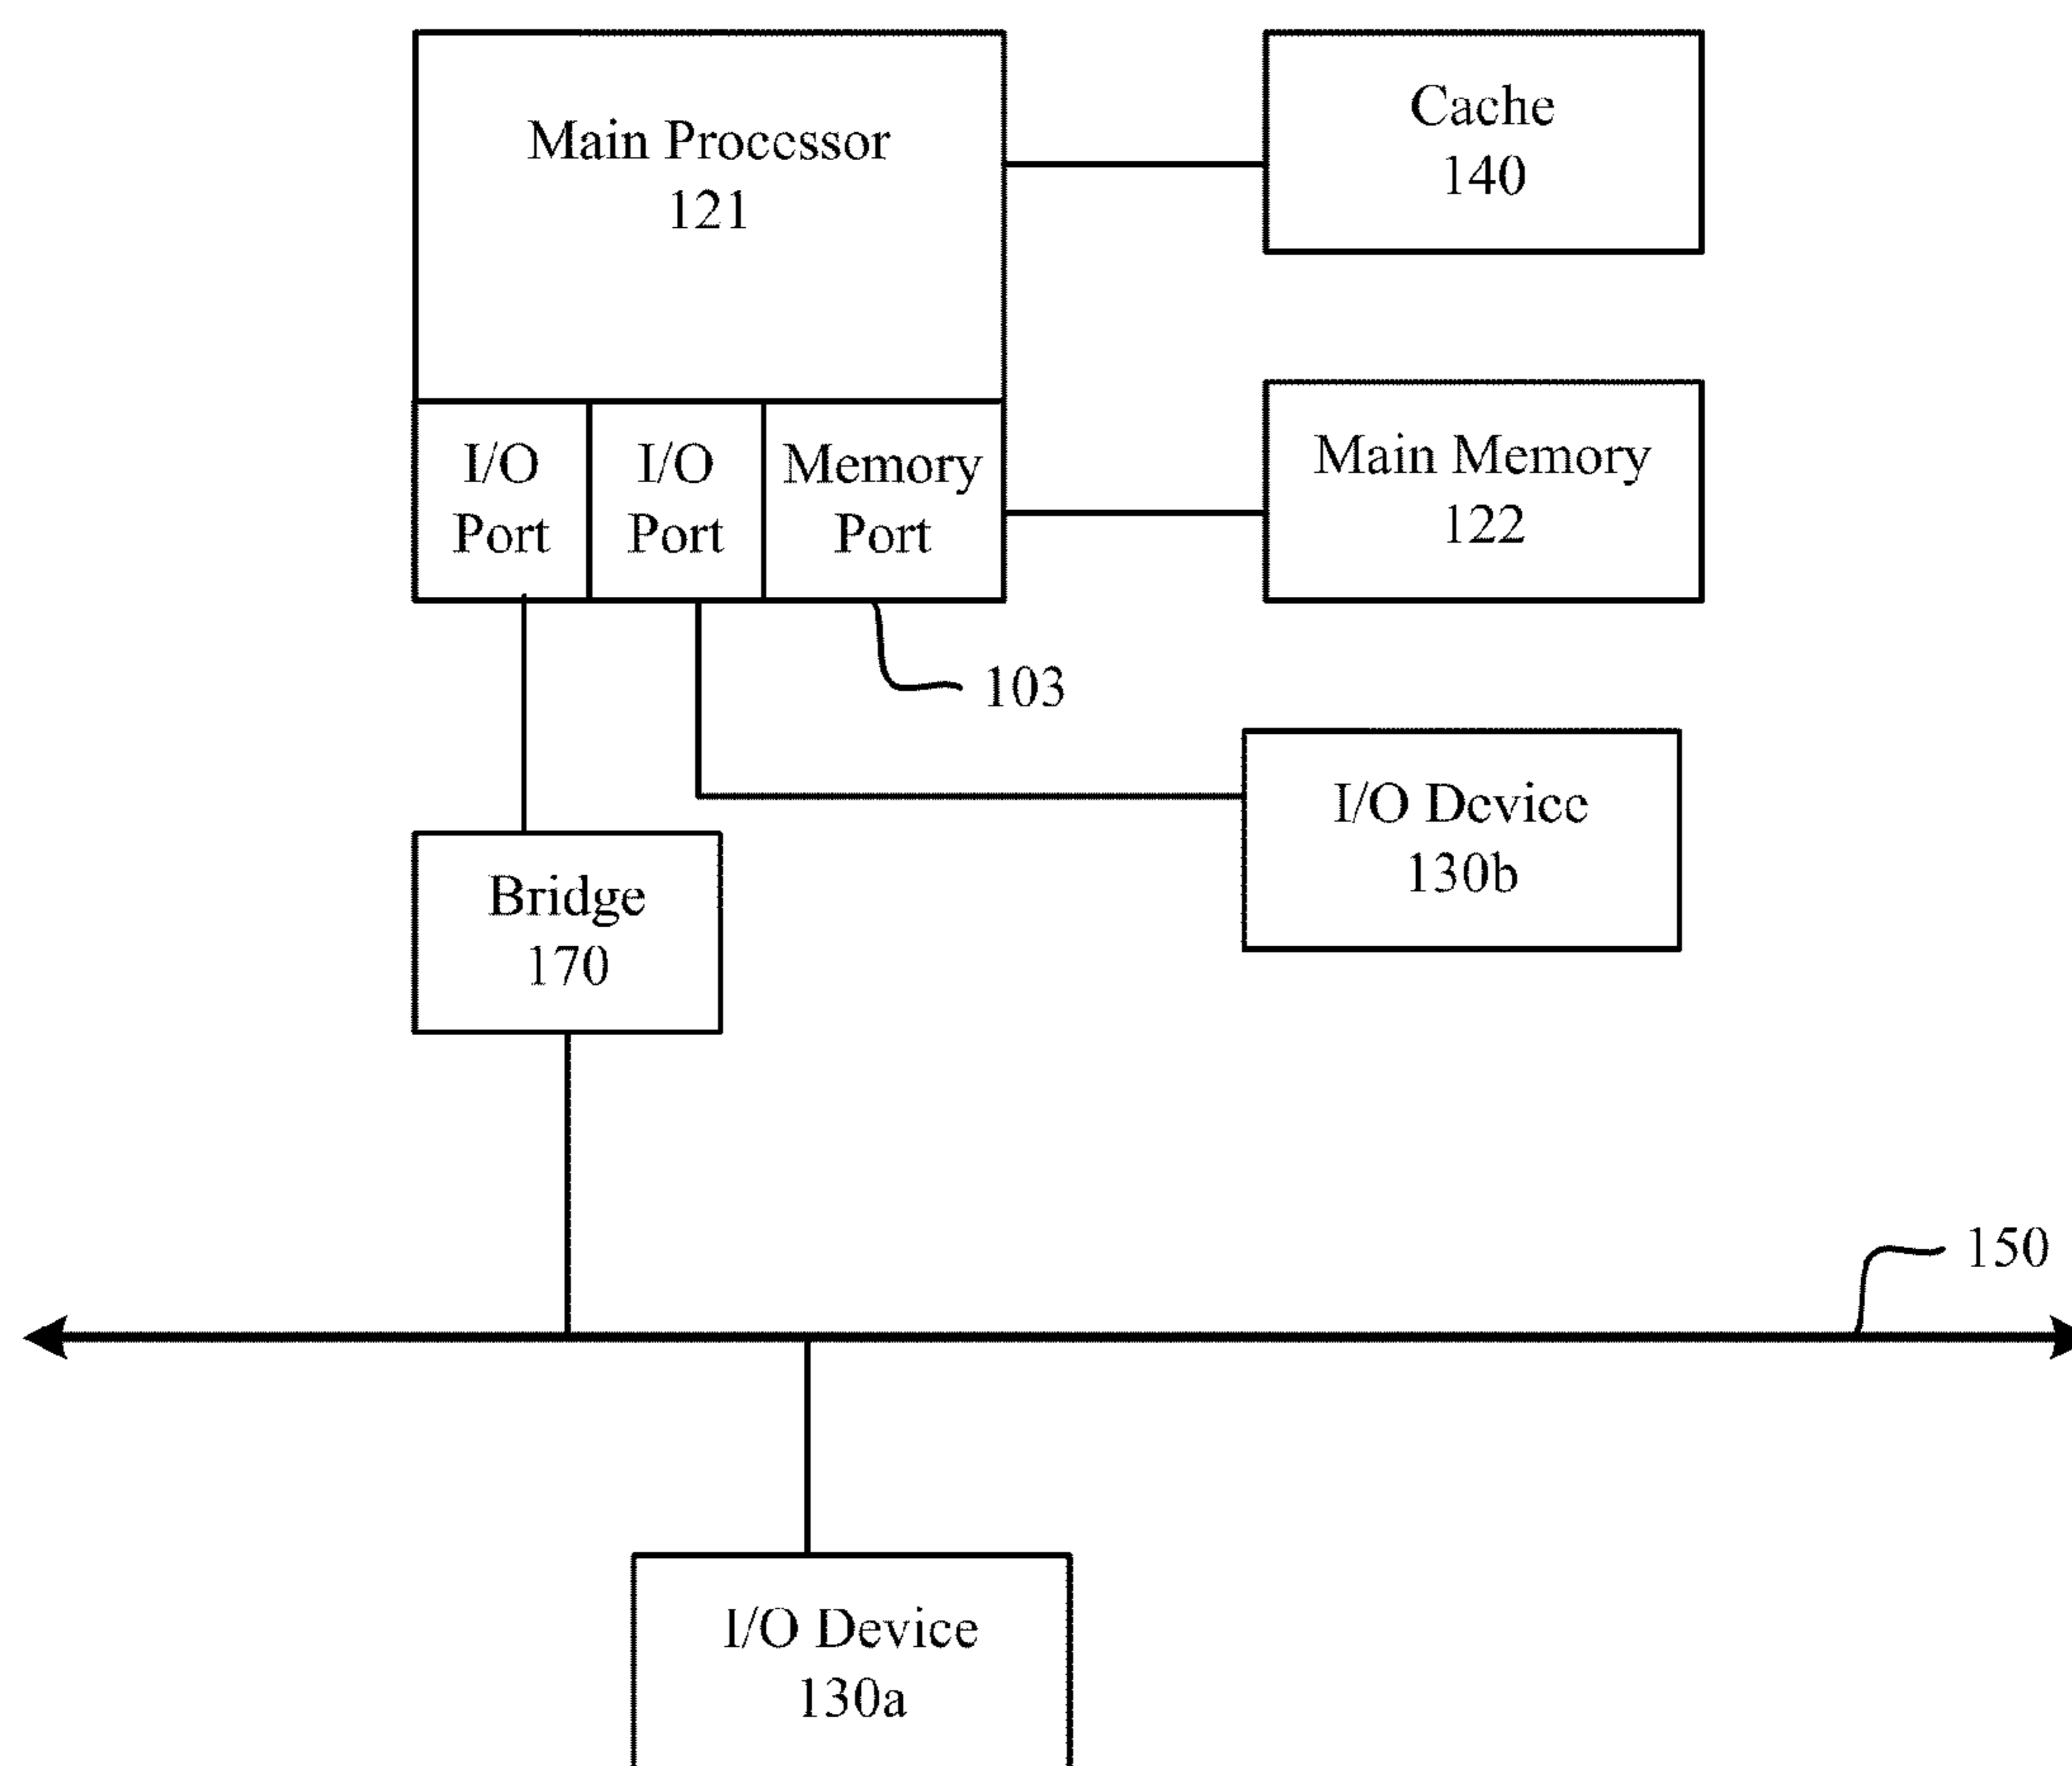 Main Processor
121
Cache
140
I/O
Port
I/O
Port
Memory
Port
Main Memory
122
103
I/O Device
130b
Bridge
170
150
I/O Device
130a